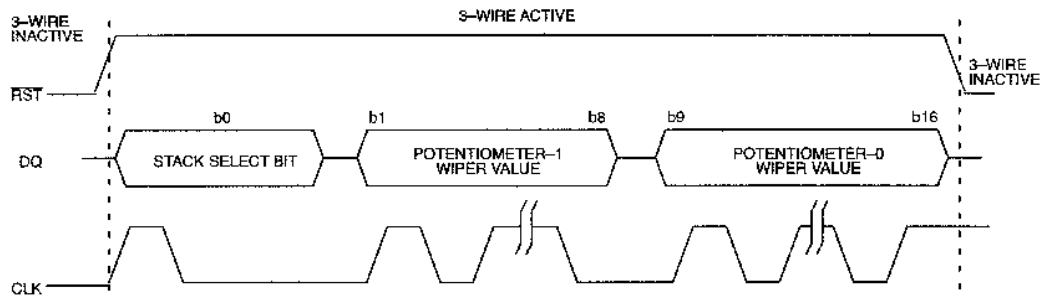 3–WIRE
INACTIVE
3–WIRE ACTIVE
3–WIRE
INACTIVE
RST
b0
b1
b8
b9
b16
DQ
STACK SELECT BIT
POTENTIOMETER–1
WIPER VALUE
POTENTIOMETER–0
WIPER VALUE
CLK